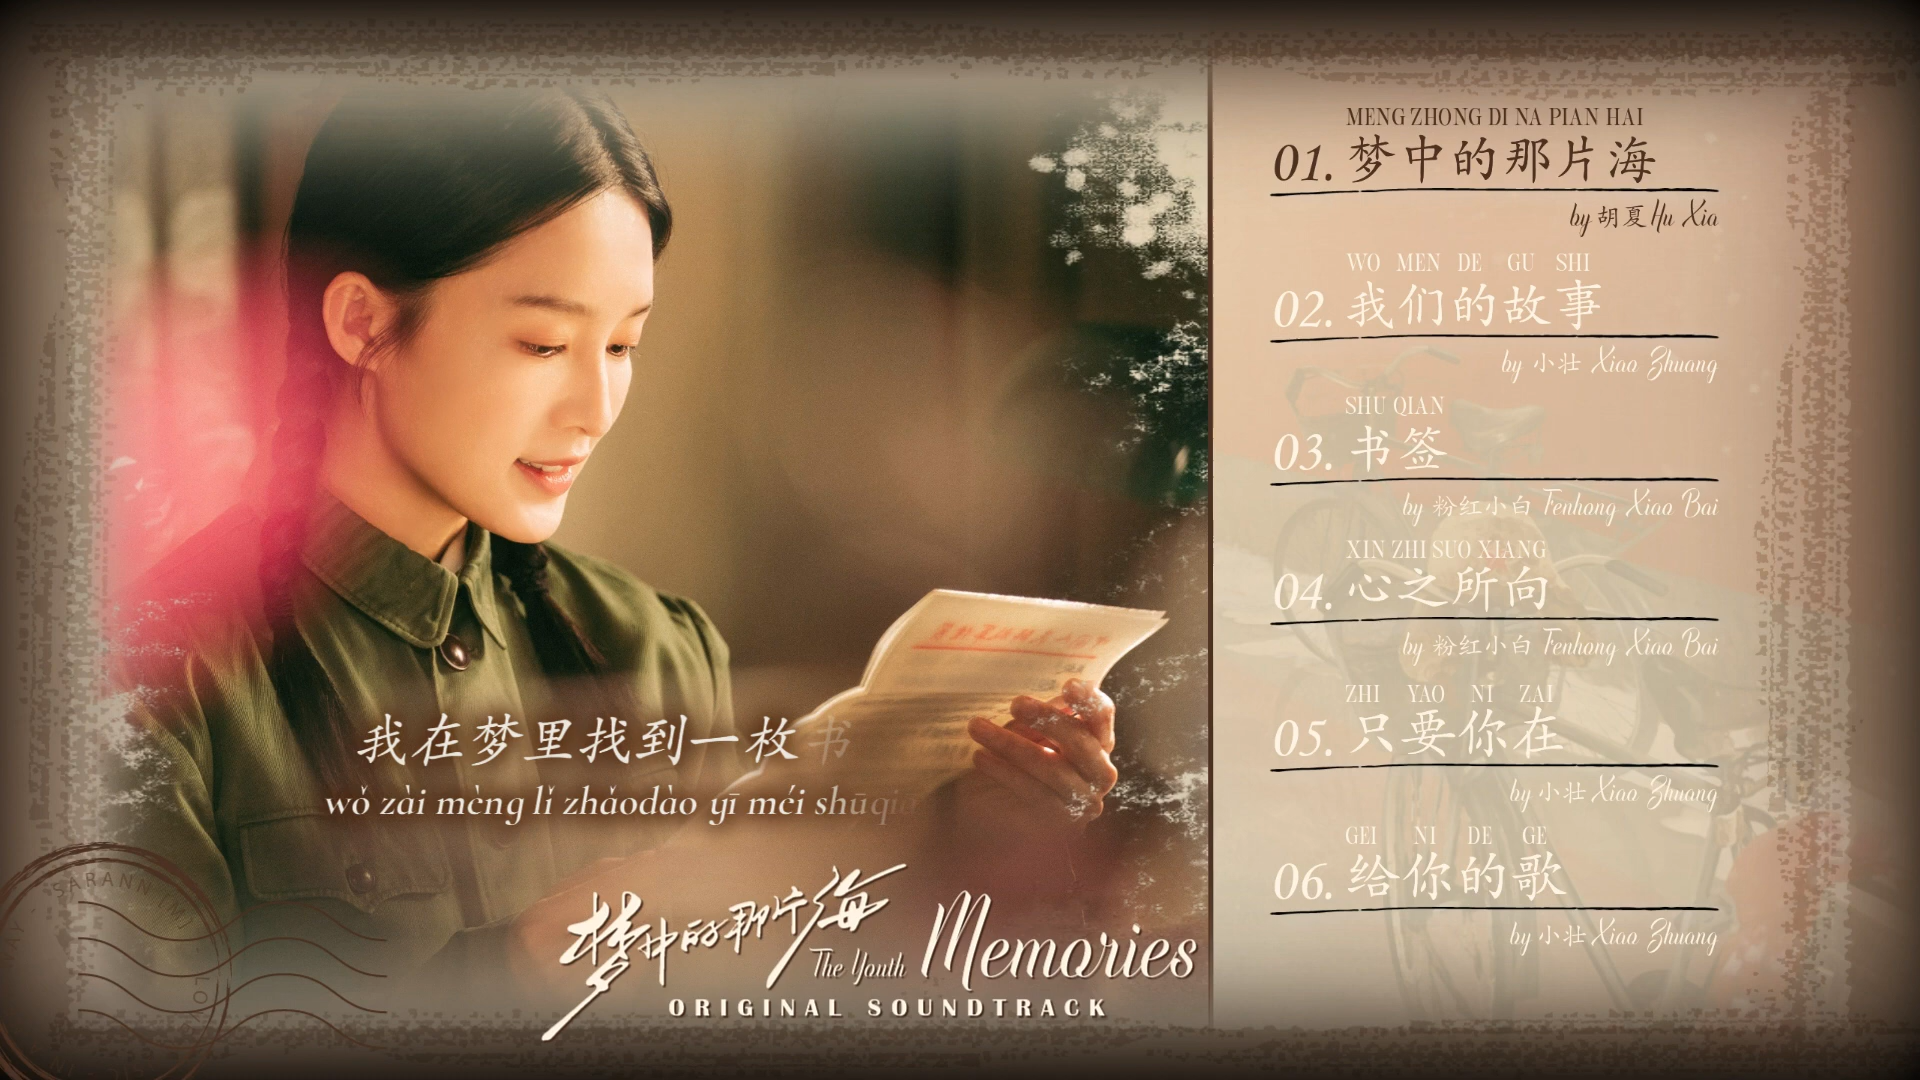 我在梦里找到一枚书
wǒ zài mèng lǐ zhǎodào yī méi shūqia
梦中的那片海
The Youth Memories
ORIGINAL SOUNDTRACK
SARANN
MENG ZHONG DI NA PIAN HAI
01. 梦中的那片海
by 胡夏 Hu Xia
WO MEN DE GU SHI
02. 我们的故事
by 小壮 Xiao Zhuang
SHU QIAN
03. 书签
by 粉红小白 Fenhong Xiao Bai
XIN ZHI SUO XIANG
04. 心之所向
by 粉红小白 Fenhong Xiao Bai
ZHI YAO NI ZAI
05. 只要你在
by 小壮 Xiao Zhuang
GEI NI DE GE
06. 给你的歌
by 小壮 Xiao Zhuang